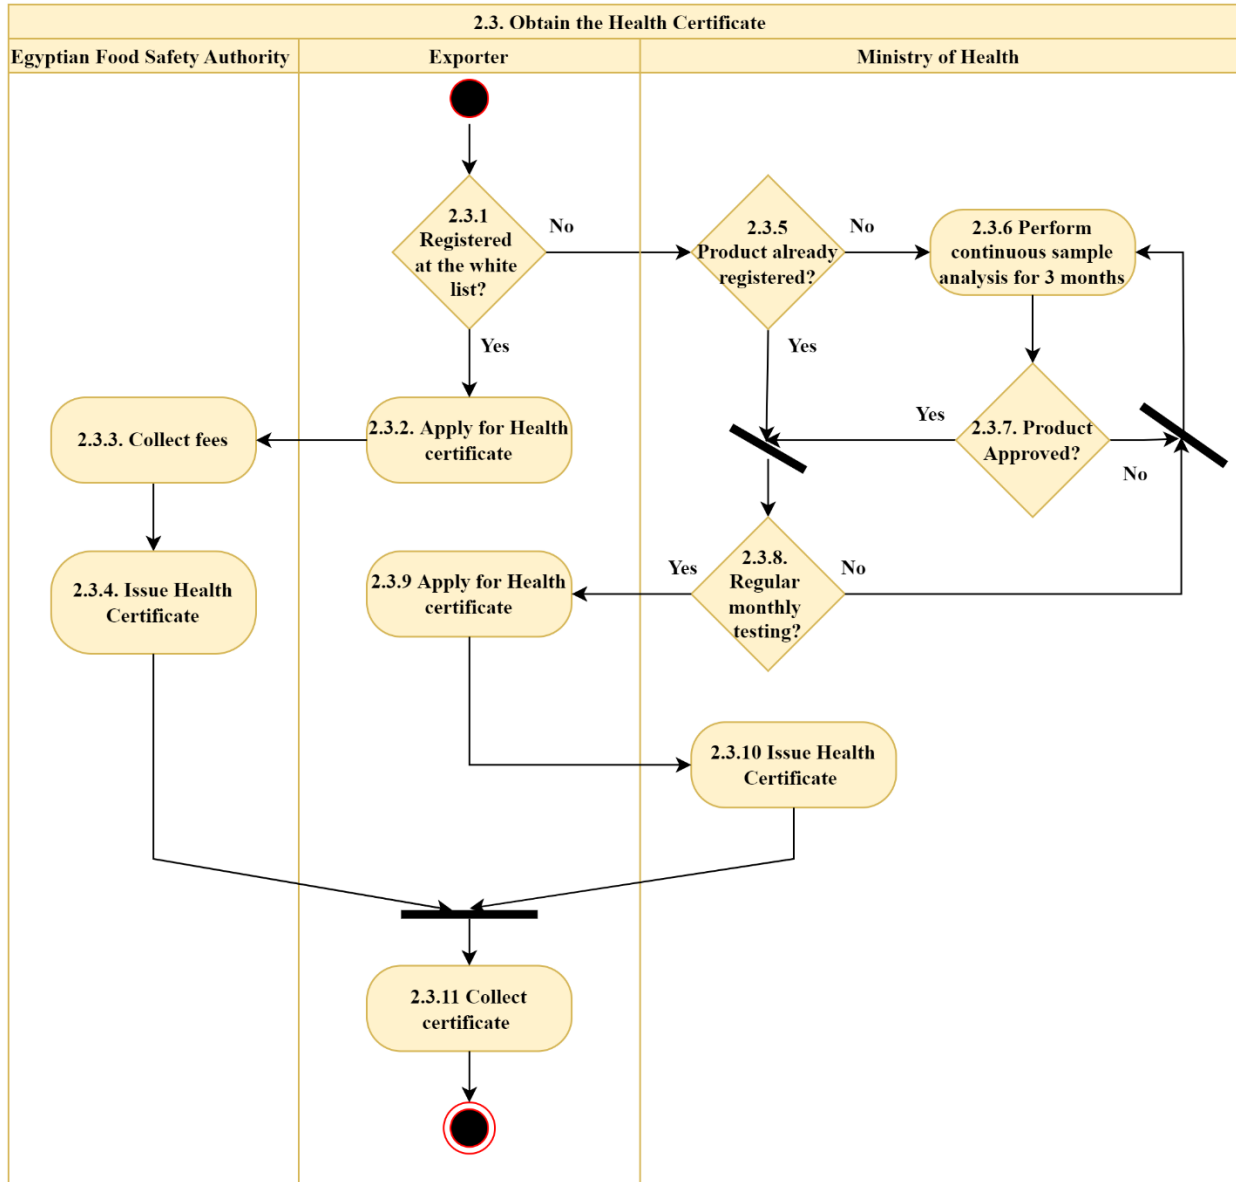 2.3. Obtain the Health Certificate
Egyptian Food Safety Authority
Exporter
Ministry of Health
2.3.1
Registered
at the white
list?
No
Yes
2.3.5
Product already
registered?
No
Yes
2.3.6 Perform
continuous sample
analysis for 3 months
2.3.3. Collect fees
2.3.2. Apply for Health
certificate
Yes
2.3.7. Product
Approved?
No
2.3.4. Issue Health
Certificate
2.3.9 Apply for Health
certificate
Yes
2.3.8.
Regular
monthly
testing?
No
2.3.10 Issue Health
Certificate
2.3.11 Collect
certificate